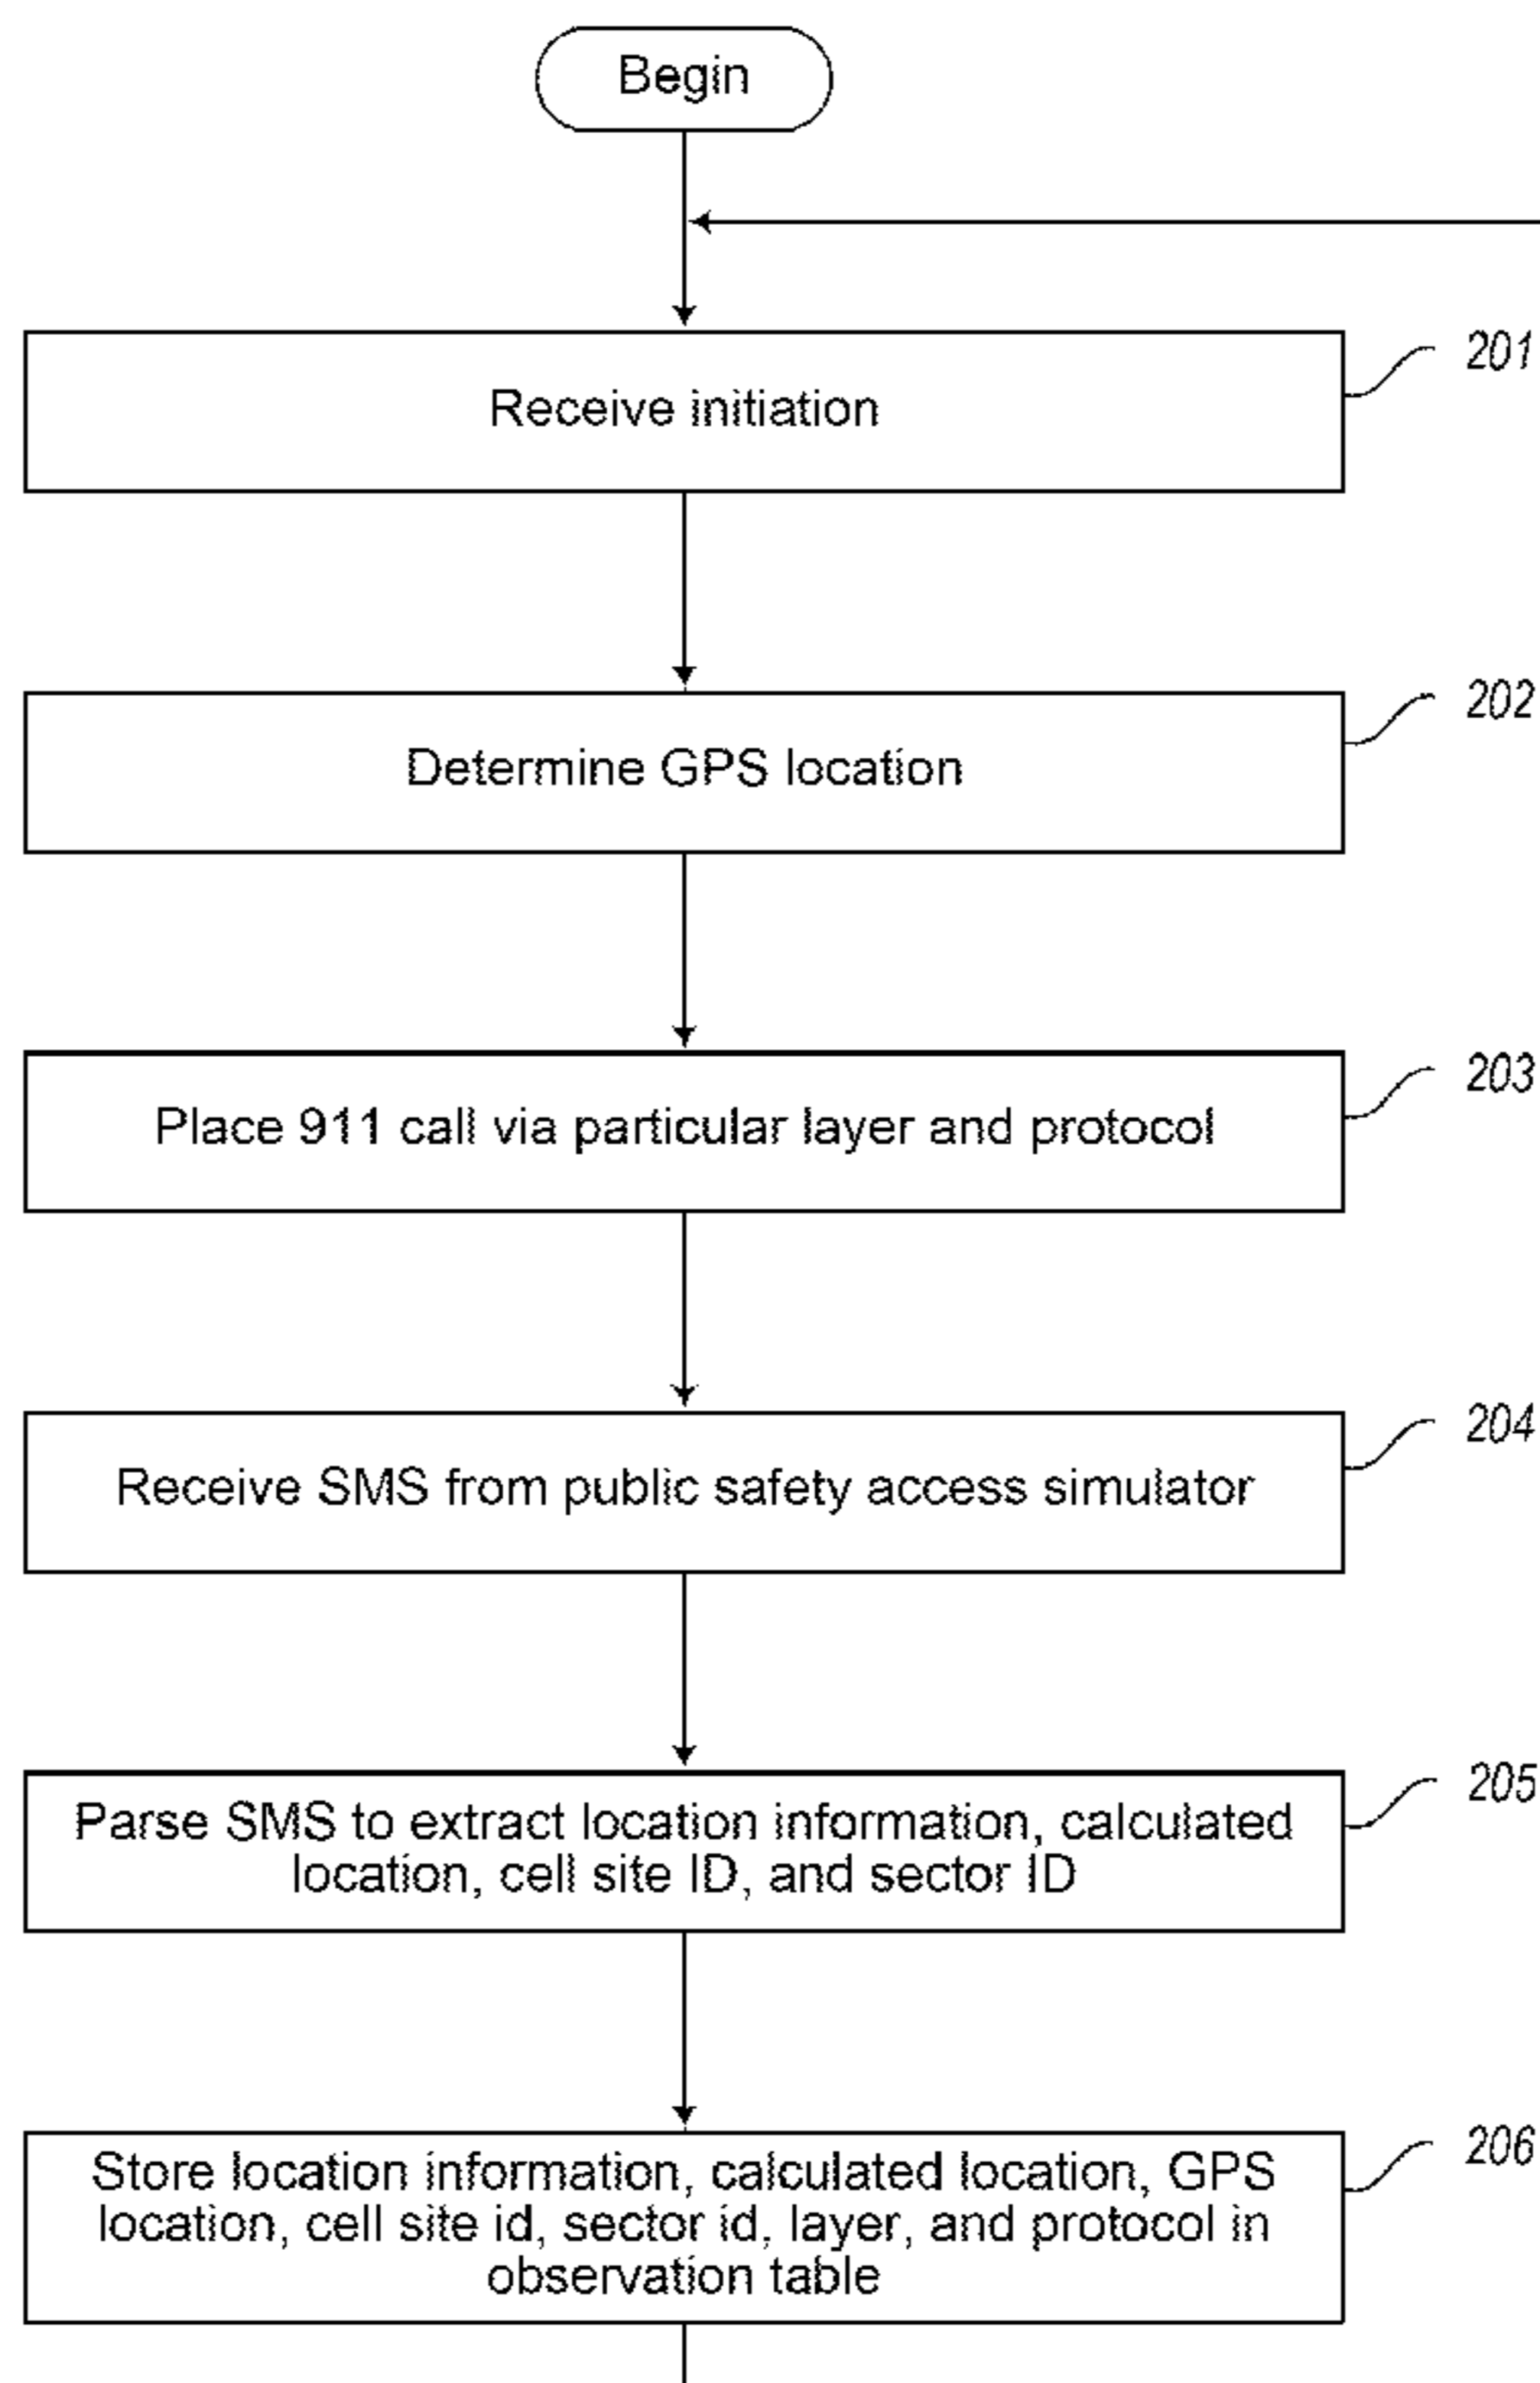 Begin
Receive initiation
201
Determine GPS location
202
Place 911 call via particular layer and protocol
203
Receive SMS from public safety access simulator
204
Parse SMS to extract location information, calculated
location, cell site ID, and sector ID
205
Store location information, calculated location, GPS
location, cell site id, sector id, layer, and protocol in
observation table
206